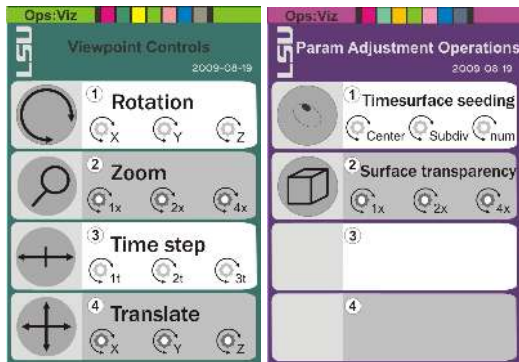 Ops:Viz
LSU
Viewpoint Controls
2009-08-19
1 Rotation
X Y Z
2 Zoom
1x 2x 4x
3 Time step
1t 2t 3t
4 Translate
X Y Z
Ops:Viz
LSU
Param Adjustment Operations
2009 08 19
1 Timesurface seeding
Center Subdiv num
2 Surface transparency
1x 2x 4x
3
4